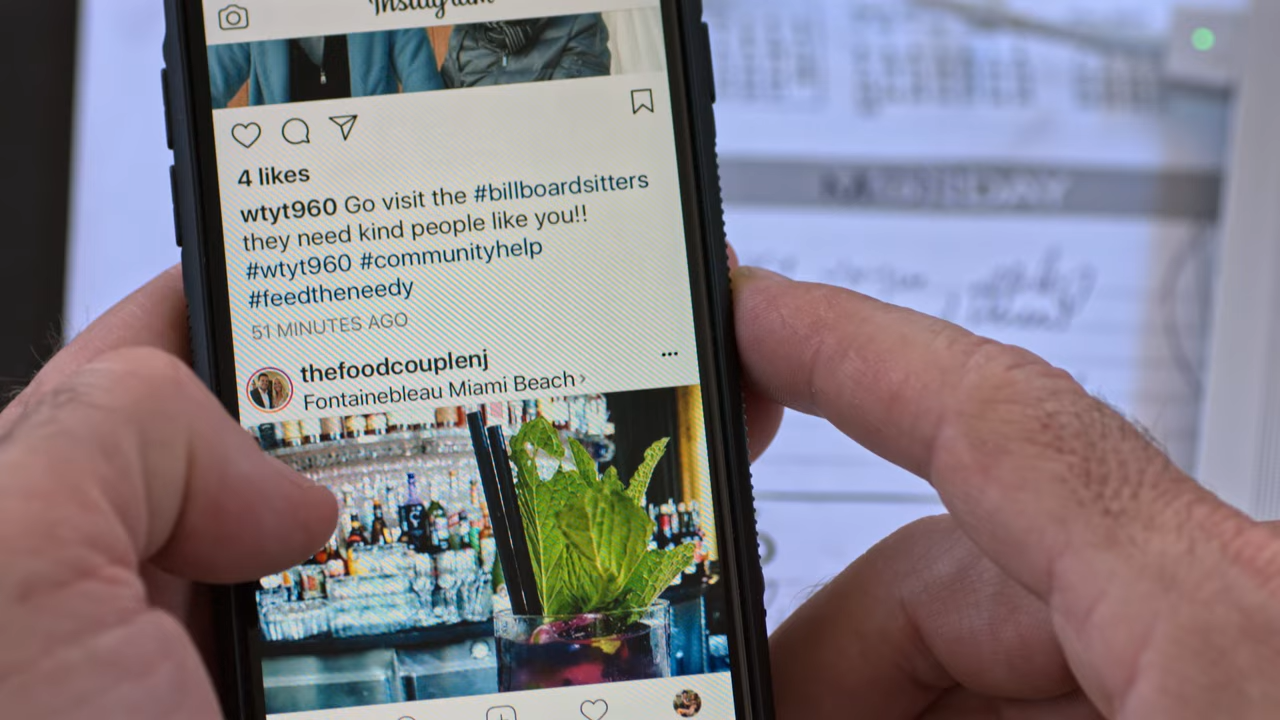 Instagram
4 likes
wtyt960 Go visit the #billboardsitters
they need kind people like you!!
#wtyt960 #communityhelp
#feedtheneedy
51 MINUTES AGO
thefoodcouplenj
Fontainebleau Miami Beach ›